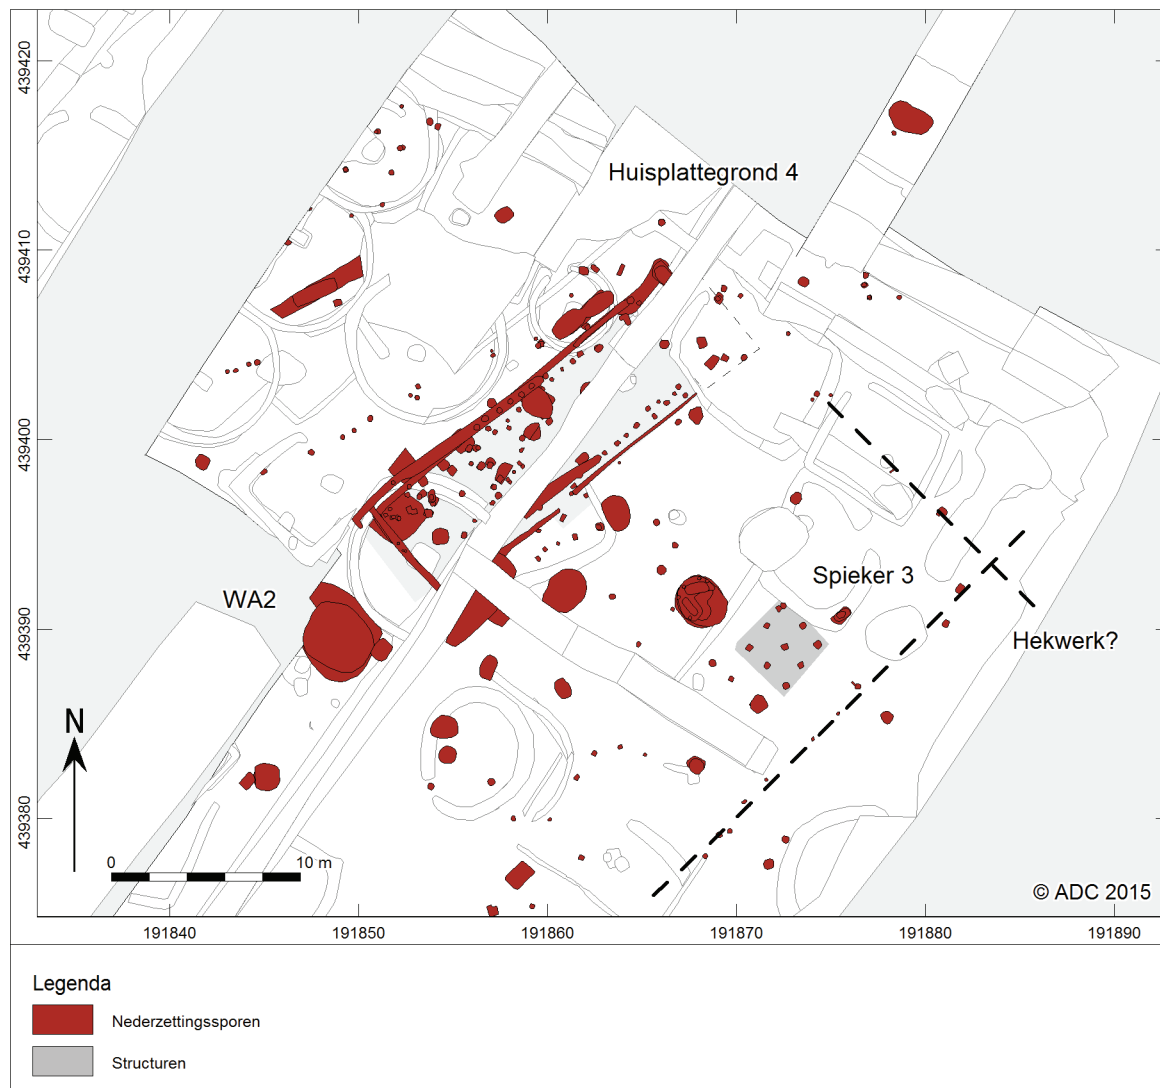 439420
439410
439400
439390
439380
Huisplattegrond 4
Spieker 3
WA2
Hekwerk?
N
0 10 m
© ADC 2015
191840 191850 191860 191870 191880 191890
Legenda
Nederzettingssporen
Structuren